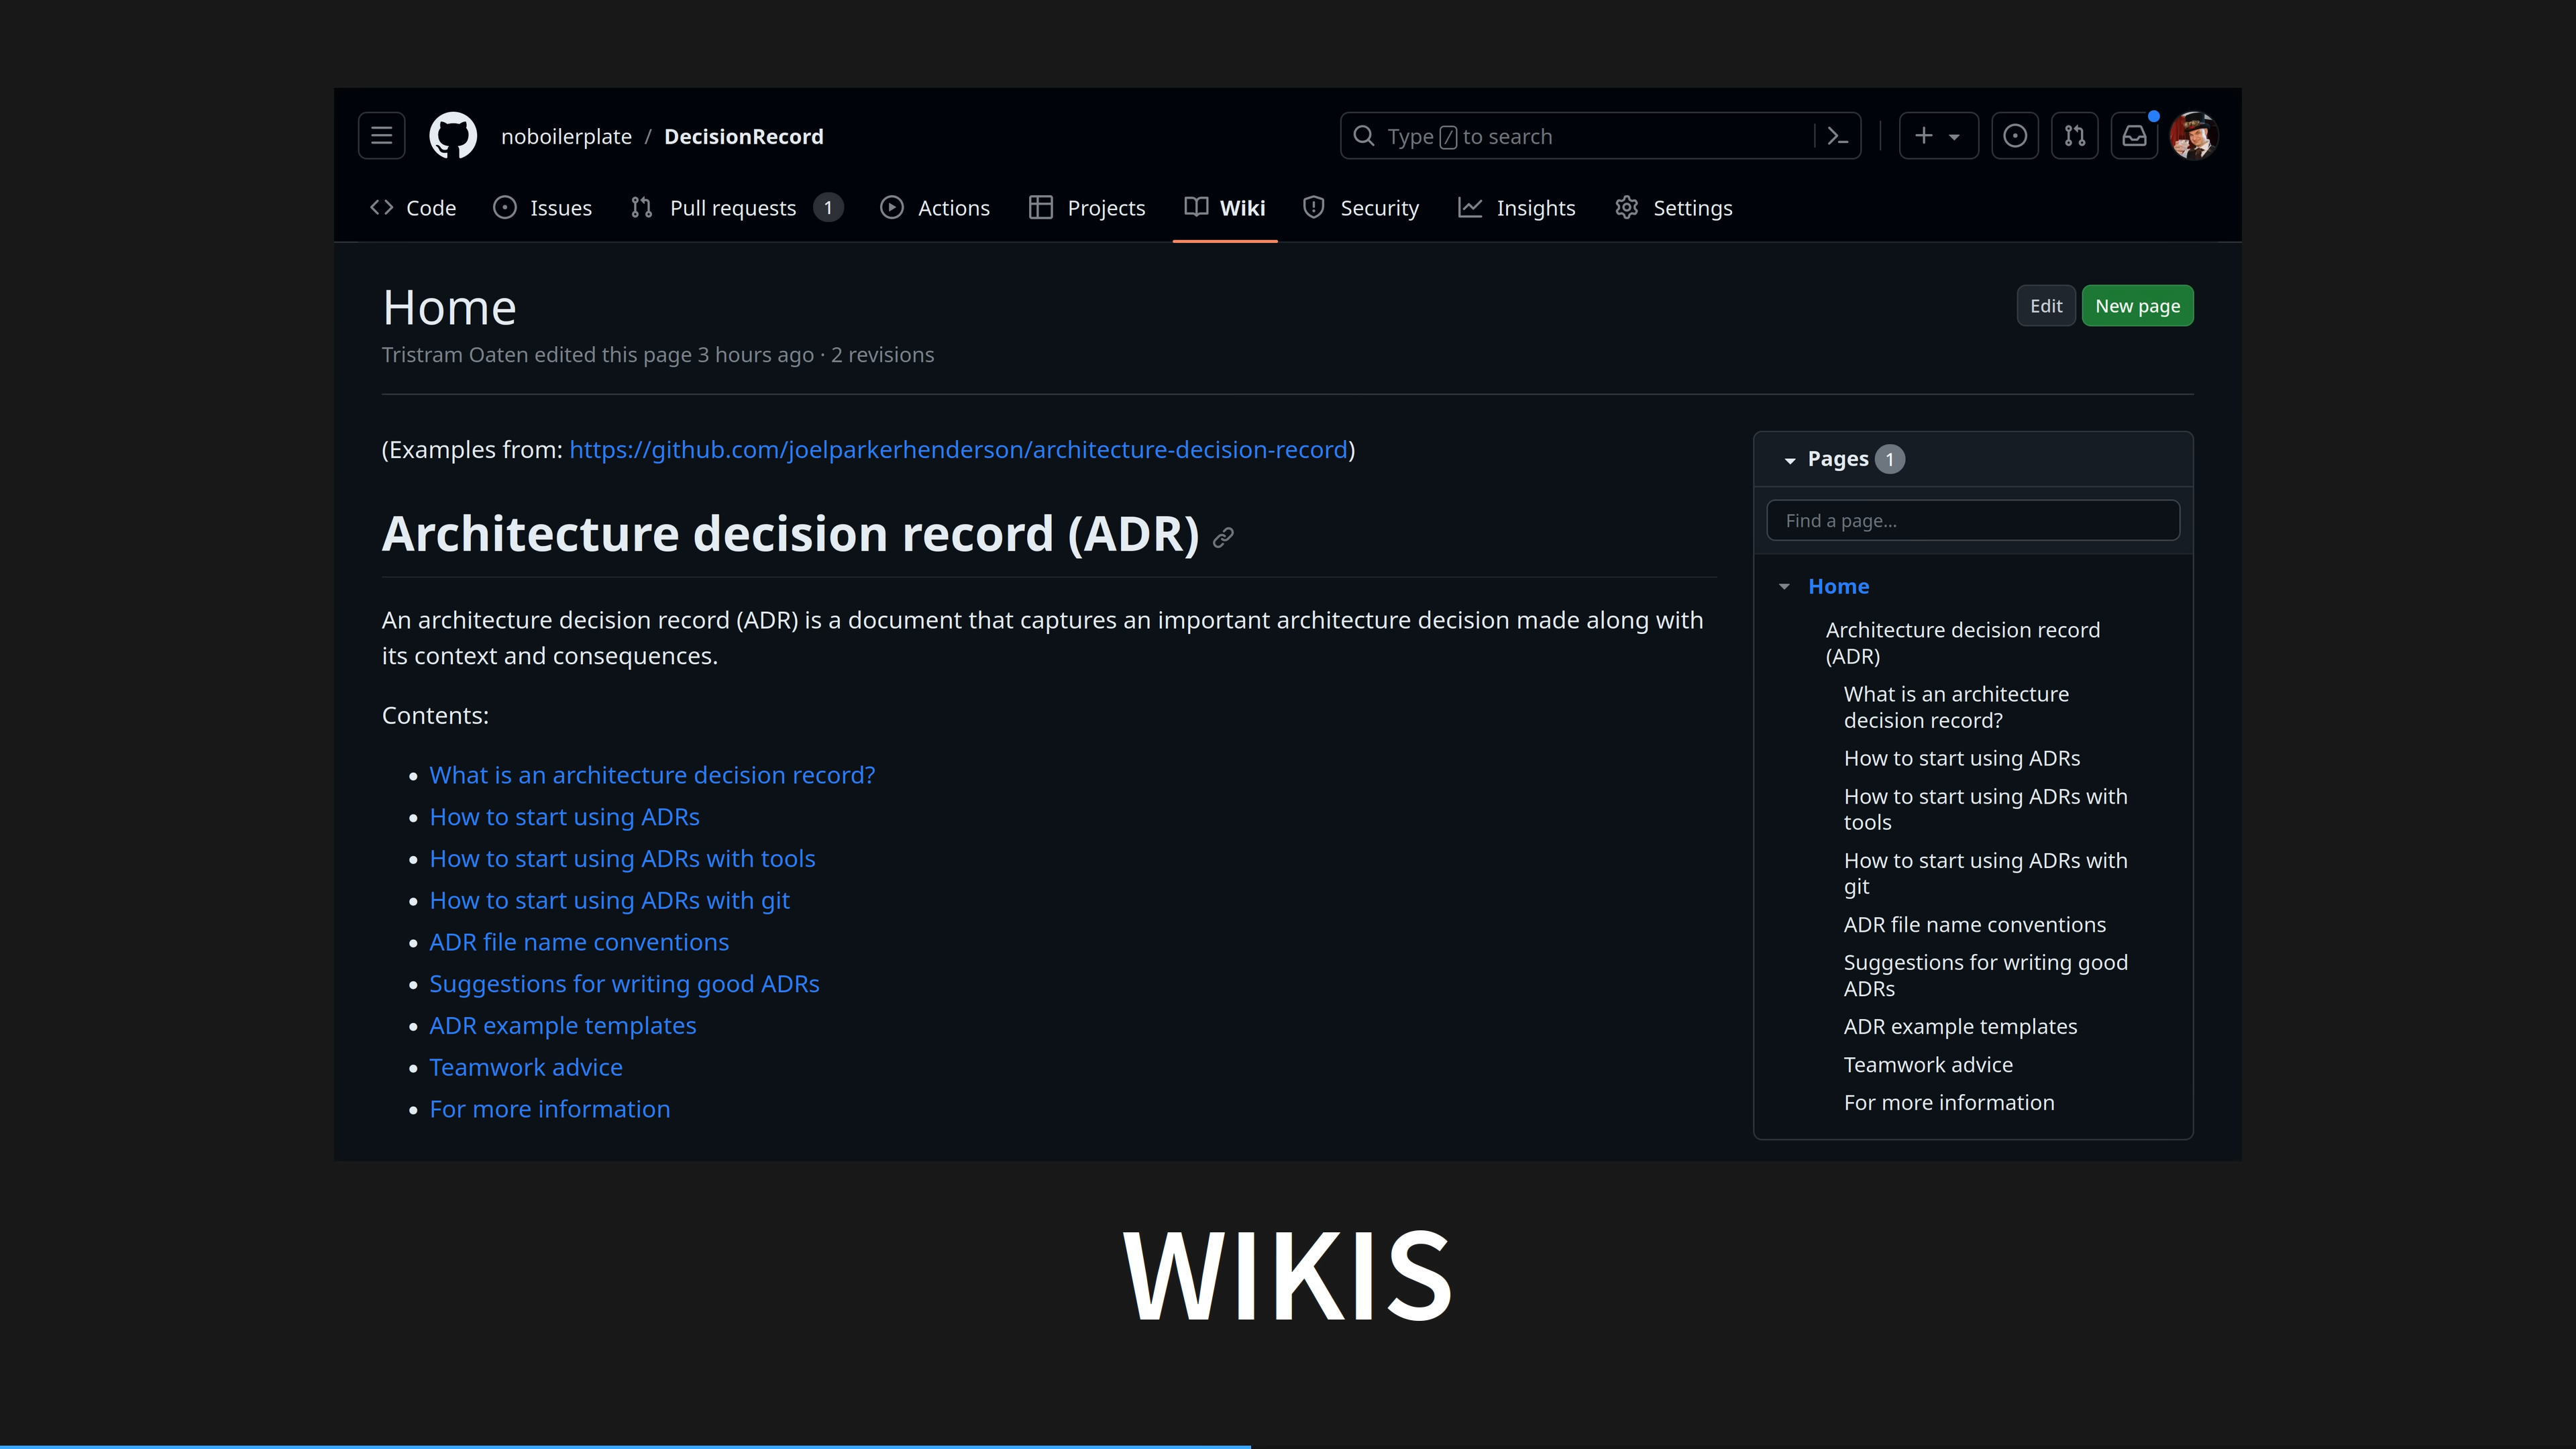 noboilerplate / DecisionRecord
Type / to search
Code Issues Pull requests 1 Actions Projects Wiki Security Insights Settings
Home
Edit New page
Tristram Oaten edited this page 3 hours ago · 2 revisions
(Examples from: https://github.com/joelparkerhenderson/architecture-decision-record)
Architecture decision record (ADR)
An architecture decision record (ADR) is a document that captures an important architecture decision made along with
its context and consequences.
Contents:
• What is an architecture decision record?
• How to start using ADRs
• How to start using ADRs with tools
• How to start using ADRs with git
• ADR file name conventions
• Suggestions for writing good ADRs
• ADR example templates
• Teamwork advice
• For more information
Pages 1
Find a page...
Home
Architecture decision record
(ADR)
What is an architecture
decision record?
How to start using ADRs
How to start using ADRs with
tools
How to start using ADRs with
git
ADR file name conventions
Suggestions for writing good
ADRs
ADR example templates
Teamwork advice
For more information
WIKIS